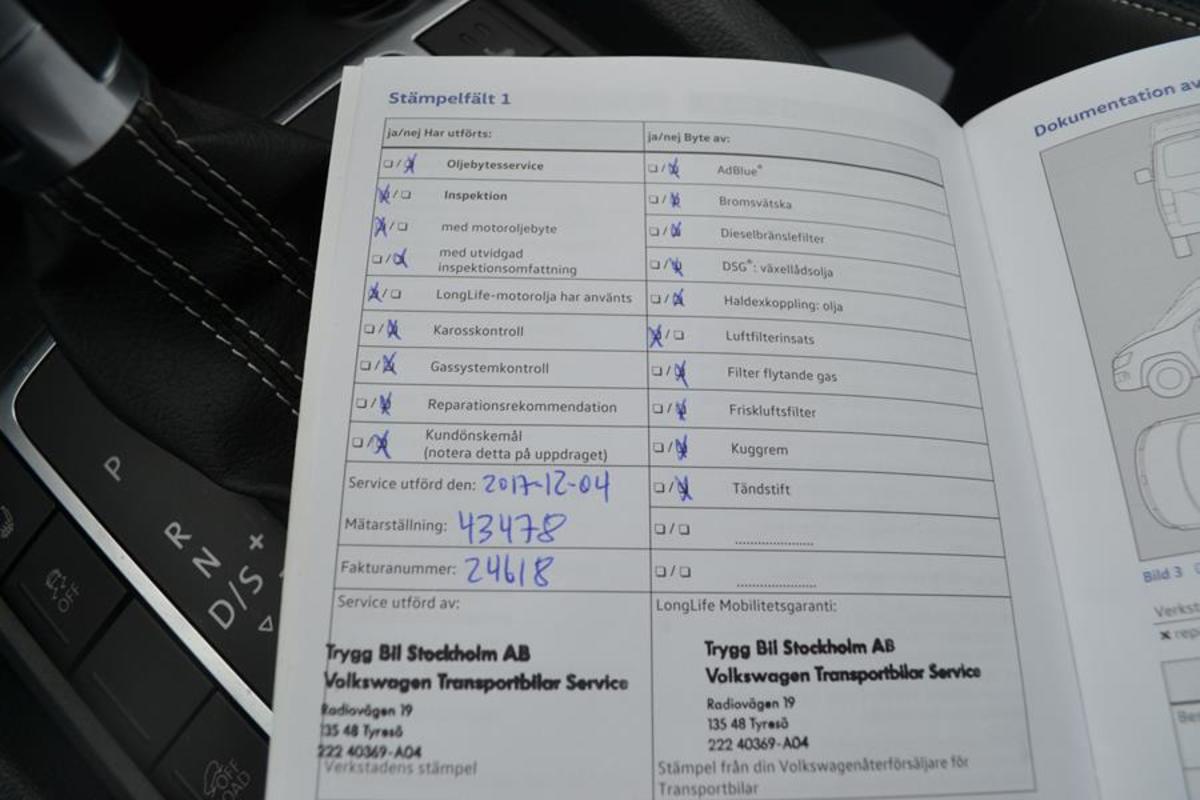 Stämpelfält 1
ja/nej Har utförts:
Oljebytesservice
Inspektion
med motoroljebyte
med utvidgad
inspektionsomfattning
LongLife-motorolja har använts
Karosskontroll
Gassystemkontroll
Reparationsrekommendation
Kundönskemål
(notera detta på uppdraget)
Service utförd den: 2017-12-04
Mätarställning: 43478
Fakturanummer: 24618
Service utförd av:
Trygg Bil Stockholm AB
Volkswagen Transportbilar Service
Radiovägen 19
135 48 Tyresö
222 40369-A04
Verkstadens stämpel
ja/nej Byte av:
AdBlue®
Bromsvätska
Dieselbränslefilter
DSG®: växellådsolja
Haldexkoppling: olja
Luftfilterinsats
Filter flytande gas
Friskluftsfilter
Kuggrem
Tändstift
LongLife Mobilitetsgaranti:
Trygg Bil Stockholm AB
Volkswagen Transportbilar Service
Radiovägen 19
135 48 Tyresö
222 40369-A04
Stämpel från din Volkswagenåterförsäljare för
Transportbilar
Dokumentation av
Bild 3
P
R
N
D/S
+
OFF
OFF